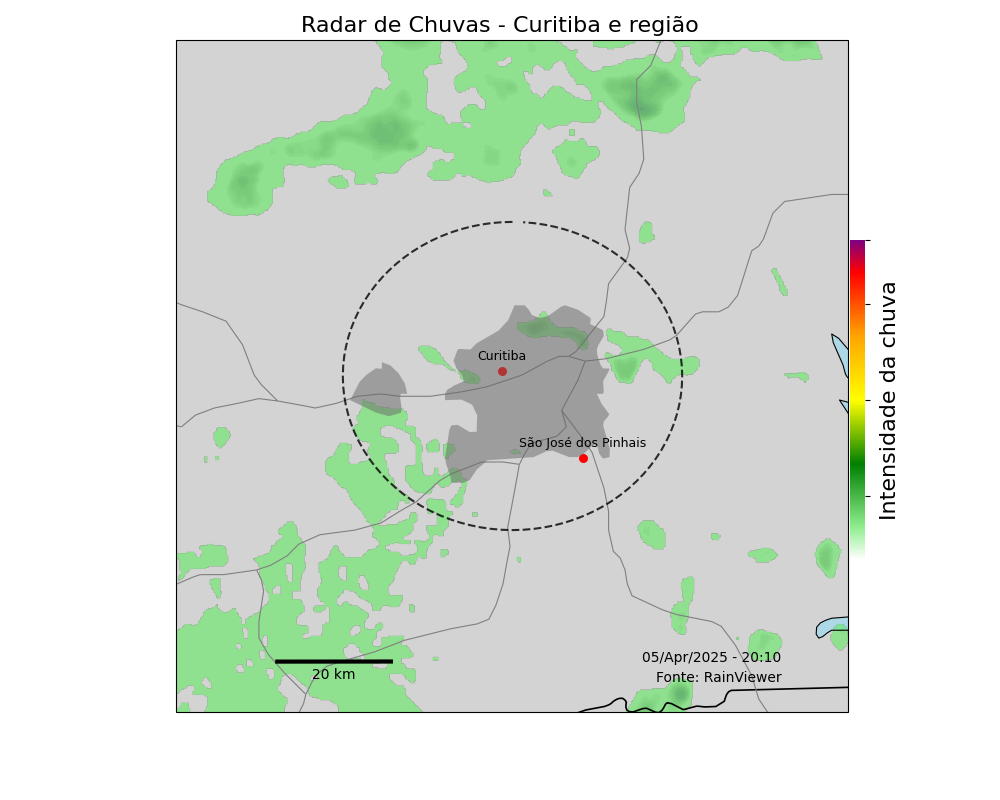 Radar de Chuvas - Curitiba e região
Curitiba
São José dos Pinhais
Intensidade da chuva
05/Apr/2025 - 20:10
Fonte: RainViewer
20 km